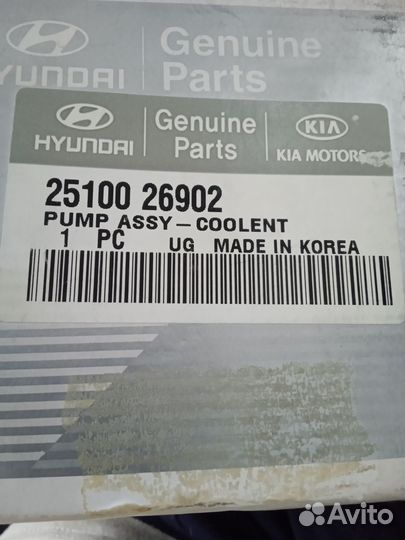 Genuine
HYUNDAI Parts
HYUNDAI
Genuine
Parts
KIA
KIA MOTORS
25100 26902
PUMP ASSY-COOLENT
1 PC UG MADE IN KOREA
Avito